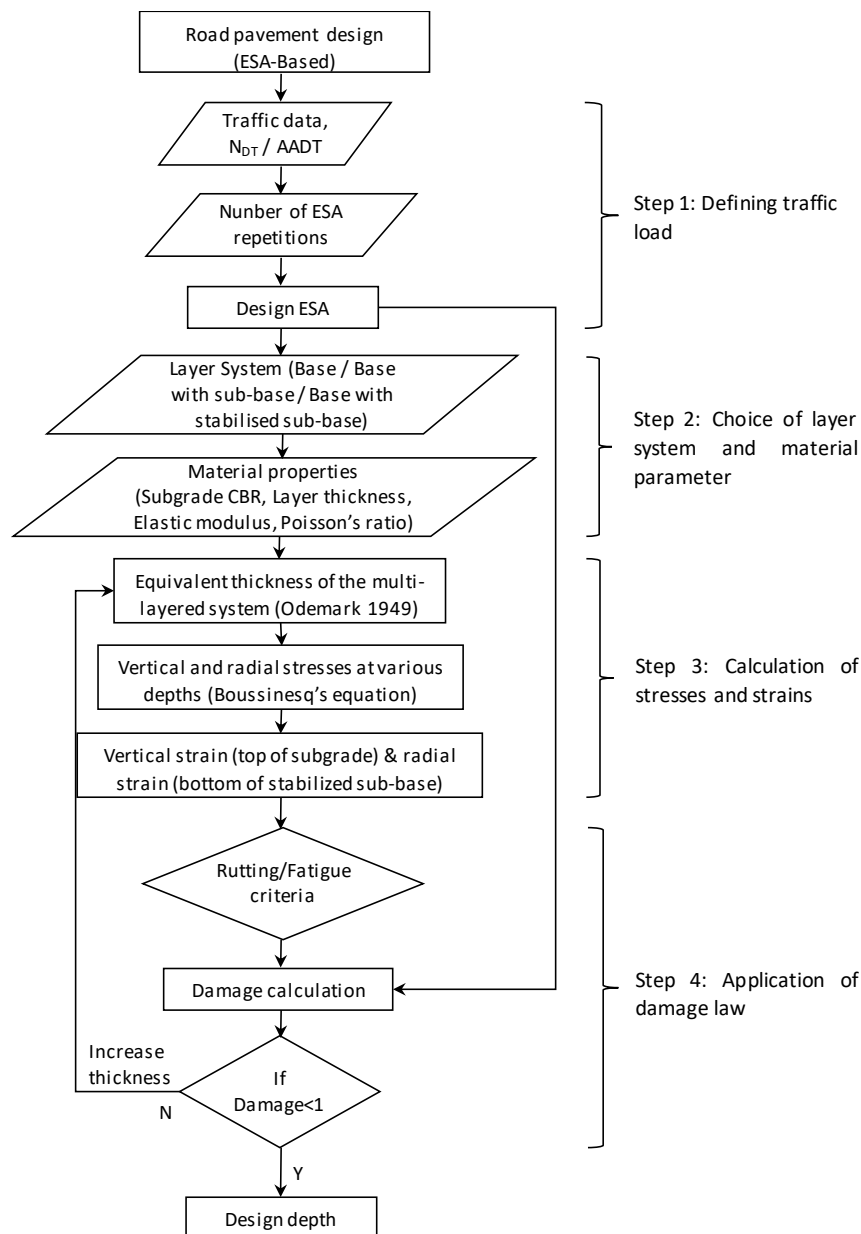 Road pavement design
(ESA-Based)
Traffic data,
NDT / AADT
Nunber of ESA
repetitions
Step 1: Defining traffic
load
Design ESA
Layer System (Base / Base
with sub-base / Base with
stabilised sub-base)
Step 2: Choice of layer
system and material
parameter
Material properties
(Subgrade CBR, Layer thickness,
Elastic modulus, Poisson's ratio)
Equivalent thickness of the multi-
layered system (Odemark 1949)
Vertical and radial stresses at various
depths (Boussinesq's equation)
Step 3: Calculation of
stresses and strains
Vertical strain (top of subgrade) & radial
strain (bottom of stabilized sub-base)
Rutting/Fatigue
criteria
Damage calculation
Step 4: Application of
damage law
Increase
thickness
N
If
Damage<1
Y
Design depth